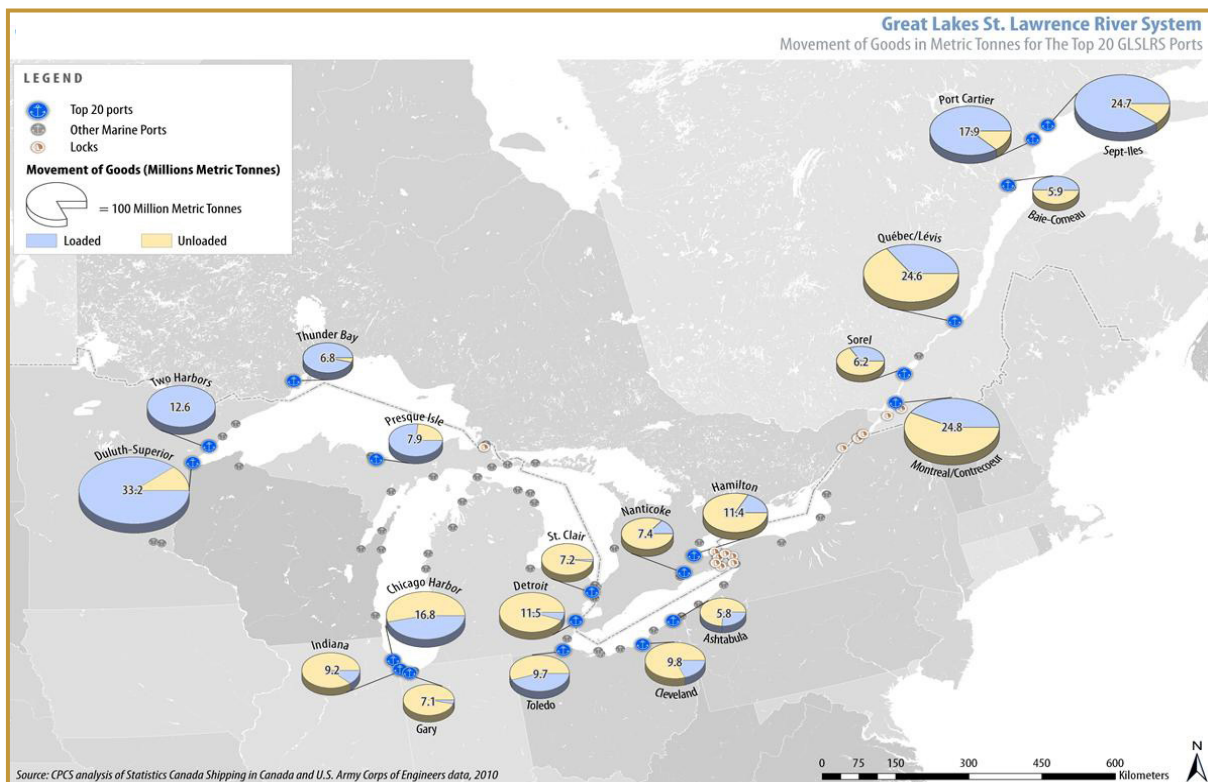 Great Lakes St. Lawrence River System
Movement of Goods in Metric Tonnes for The Top 20 GLSLRS Ports
LEGEND
Top 20 ports
Other Marine Ports
Locks
Movement of Goods (Millions Metric Tonnes)
= 100 Million Metric Tonnes
Loaded
Unloaded
Port Cartier
17.9
24.7
Sept-Iles
5.9
Baie-Comeau
Québec/Lévis
24.6
Sorel
6.2
24.8
Montreal/Contrecoeur
Thunder Bay
6.8
Two Harbors
12.6
Presque Isle
7.9
Duluth-Superior
33.2
Hamilton
11.4
Nanticoke
7.4
St. Clair
7.2
Detroit
11.5
Chicago Harbor
16.8
5.8
Ashtabula
Indiana
9.2
9.8
Cleveland
9.7
Toledo
7.1
Gary
N
0 75 150 300 450 600
Kilometers
Source: CPCS analysis of Statistics Canada Shipping in Canada and U.S. Army Corps of Engineers data, 2010